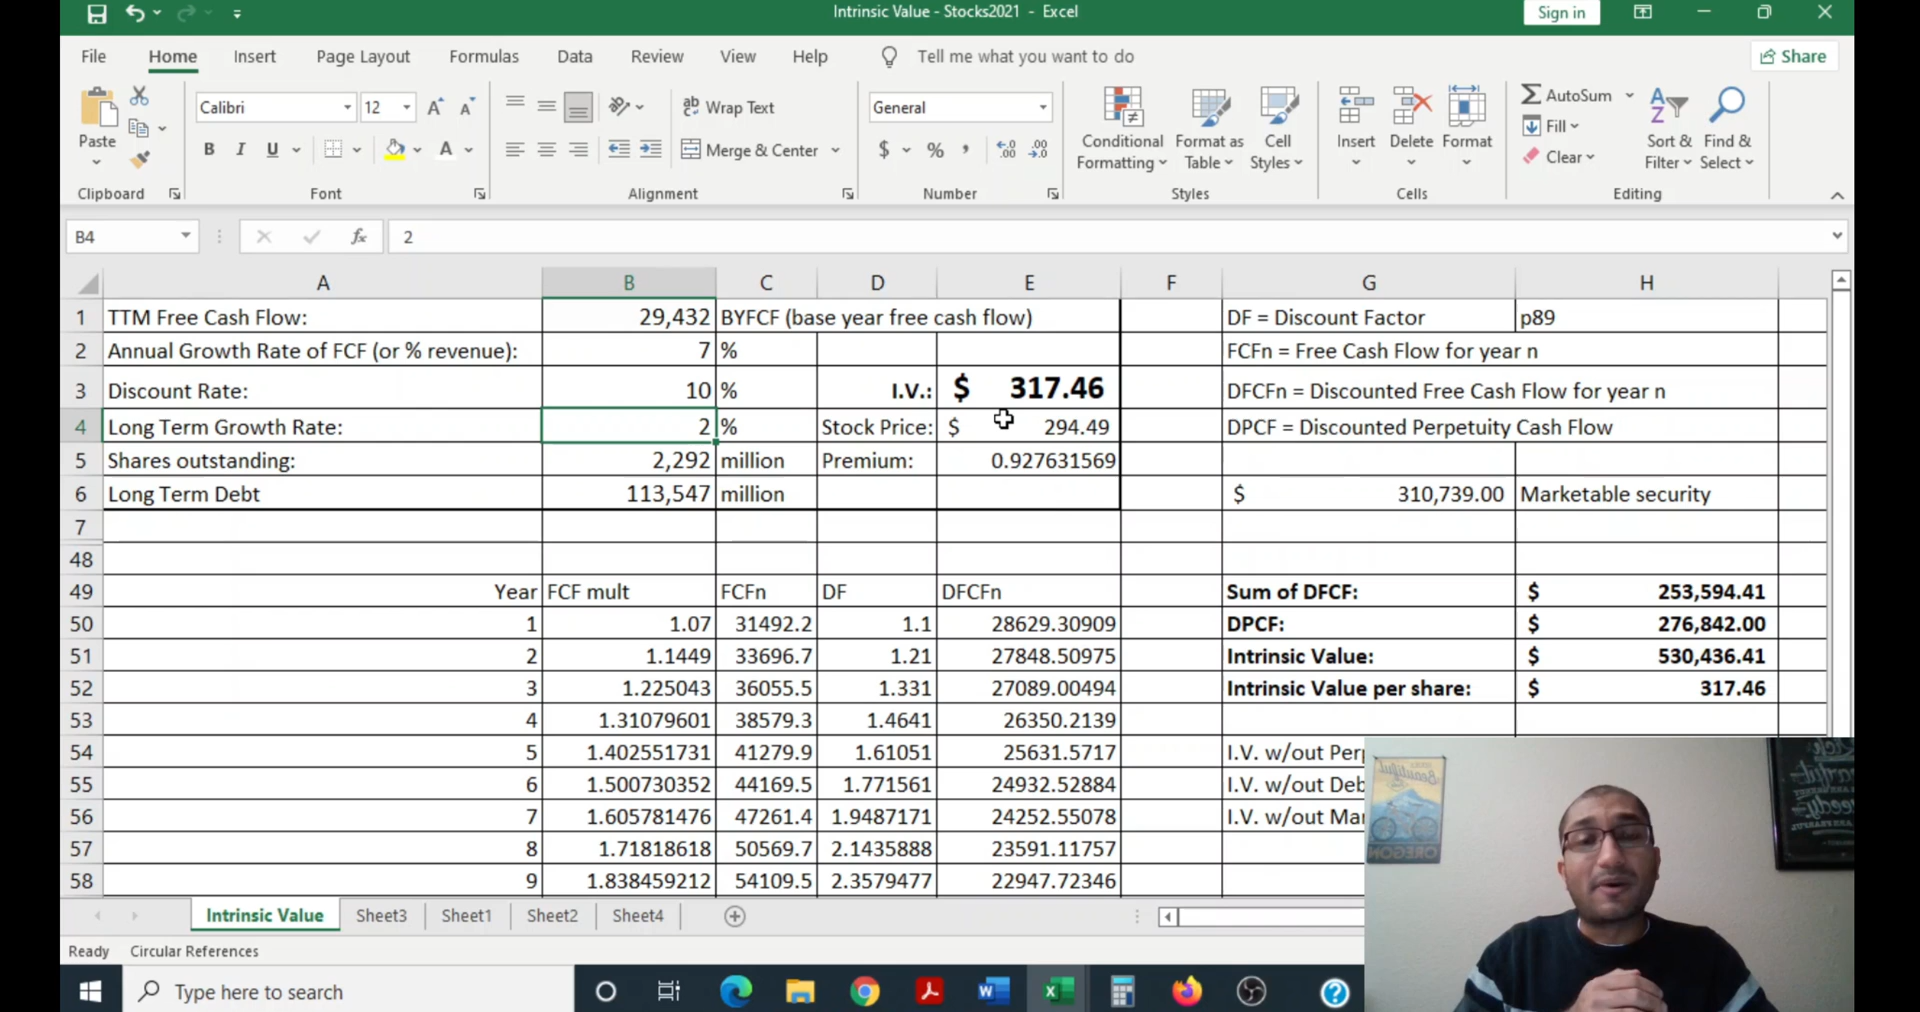 Intrinsic Value - Stocks2021 - Excel
Sign in
File Home Insert Page Layout Formulas Data Review View Help Tell me what you want to do Share
Paste
Clipboard
Calibri 12
B I U A
Font
Wrap Text
Merge & Center
Alignment
General
$ % ,
Number
Conditional Formatting
Format as Table
Cell Styles
Styles
Insert Delete Format
Cells
AutoSum
Fill
Clear
Sort & Filter
Find & Select
Editing
B4 fx 2
A B C D E F G H
1 TTM Free Cash Flow: 29,432 BYFCF (base year free cash flow) DF = Discount Factor p89
2 Annual Growth Rate of FCF (or % revenue): 7 % FCFn = Free Cash Flow for year n
3 Discount Rate: 10 % I.V.: $ 317.46 DFCFn = Discounted Free Cash Flow for year n
4 Long Term Growth Rate: 2 % Stock Price: $ 294.49 DPCF = Discounted Perpetuity Cash Flow
5 Shares outstanding: 2,292 million Premium: 0.927631569
6 Long Term Debt 113,547 million $ 310,739.00 Marketable security
7
48
49 Year FCF mult FCFn DF DFCFn Sum of DFCF: $ 253,594.41
50 1 1.07 31492.2 1.1 28629.30909 DPCF: $ 276,842.00
51 2 1.1449 33696.7 1.21 27848.50975 Intrinsic Value: $ 530,436.41
52 3 1.225043 36055.5 1.331 27089.00494 Intrinsic Value per share: $ 317.46
53 4 1.31079601 38579.3 1.4641 26350.2139
54 5 1.402551731 41279.9 1.61051 25631.5717 I.V. w/out Per
55 6 1.500730352 44169.5 1.771561 24932.52884 I.V. w/out Deb
56 7 1.605781476 47261.4 1.9487171 24252.55078 I.V. w/out Mar
57 8 1.71818618 50569.7 2.1435888 23591.11757
58 9 1.838459212 54109.5 2.3579477 22947.72346
Beautiful
OREGON
Intrinsic Value Sheet3 Sheet1 Sheet2 Sheet4
Ready Circular References
Type here to search